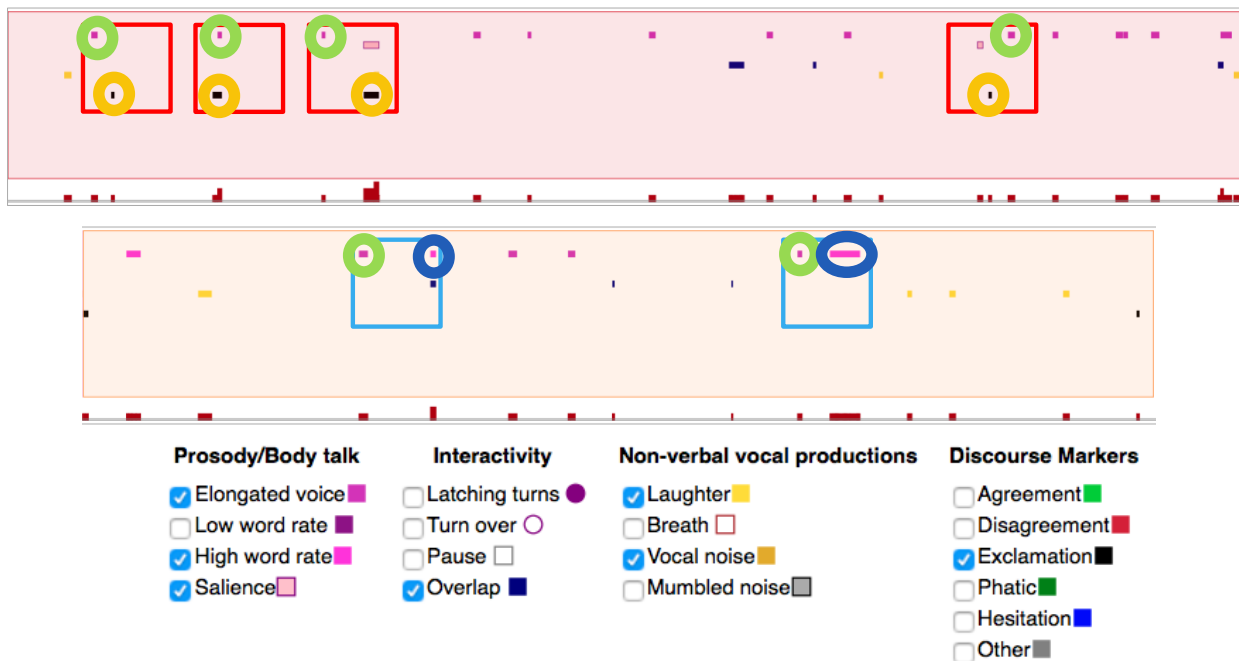 Prosody/Body talk
Elongated voice
Low word rate
High word rate
Salience
Interactivity
Latching turns
Turn over
Pause
Overlap
Non-verbal vocal productions
Laughter
Breath
Vocal noise
Mumbled noise
Discourse Markers
Agreement
Disagreement
Exclamation
Phatic
Hesitation
Other